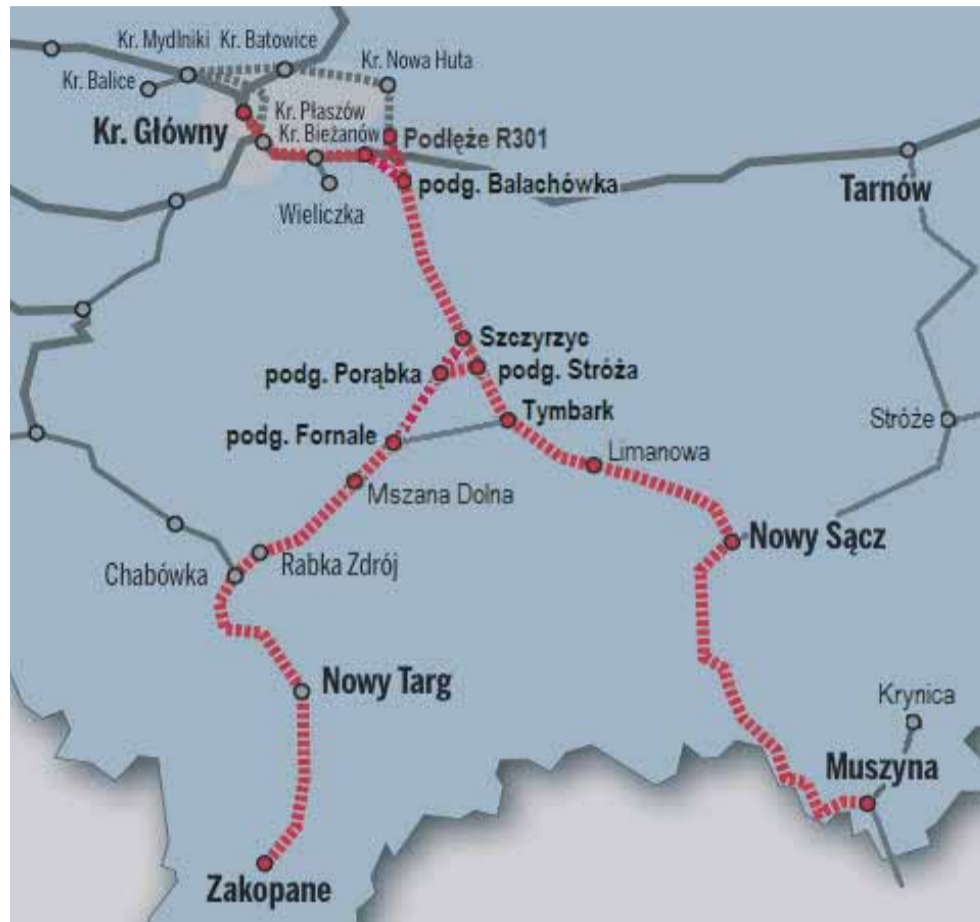 Kr. Mydlniki
Kr. Batowice
Kr. Balice
Kr. Nowa Huta
Kr. Płaszów
Kr. Główny
Kr. Bieżanów
Podłęże R301
podg. Balachówka
Tarnów
Wieliczka
Szczyrzyc
podg. Porąbka
podg. Stróża
Tymbark
Stróże
podg. Fornale
Limanowa
Mszana Dolna
Nowy Sącz
Rabka Zdrój
Chabówka
Nowy Targ
Krynica
Muszyna
Zakopane